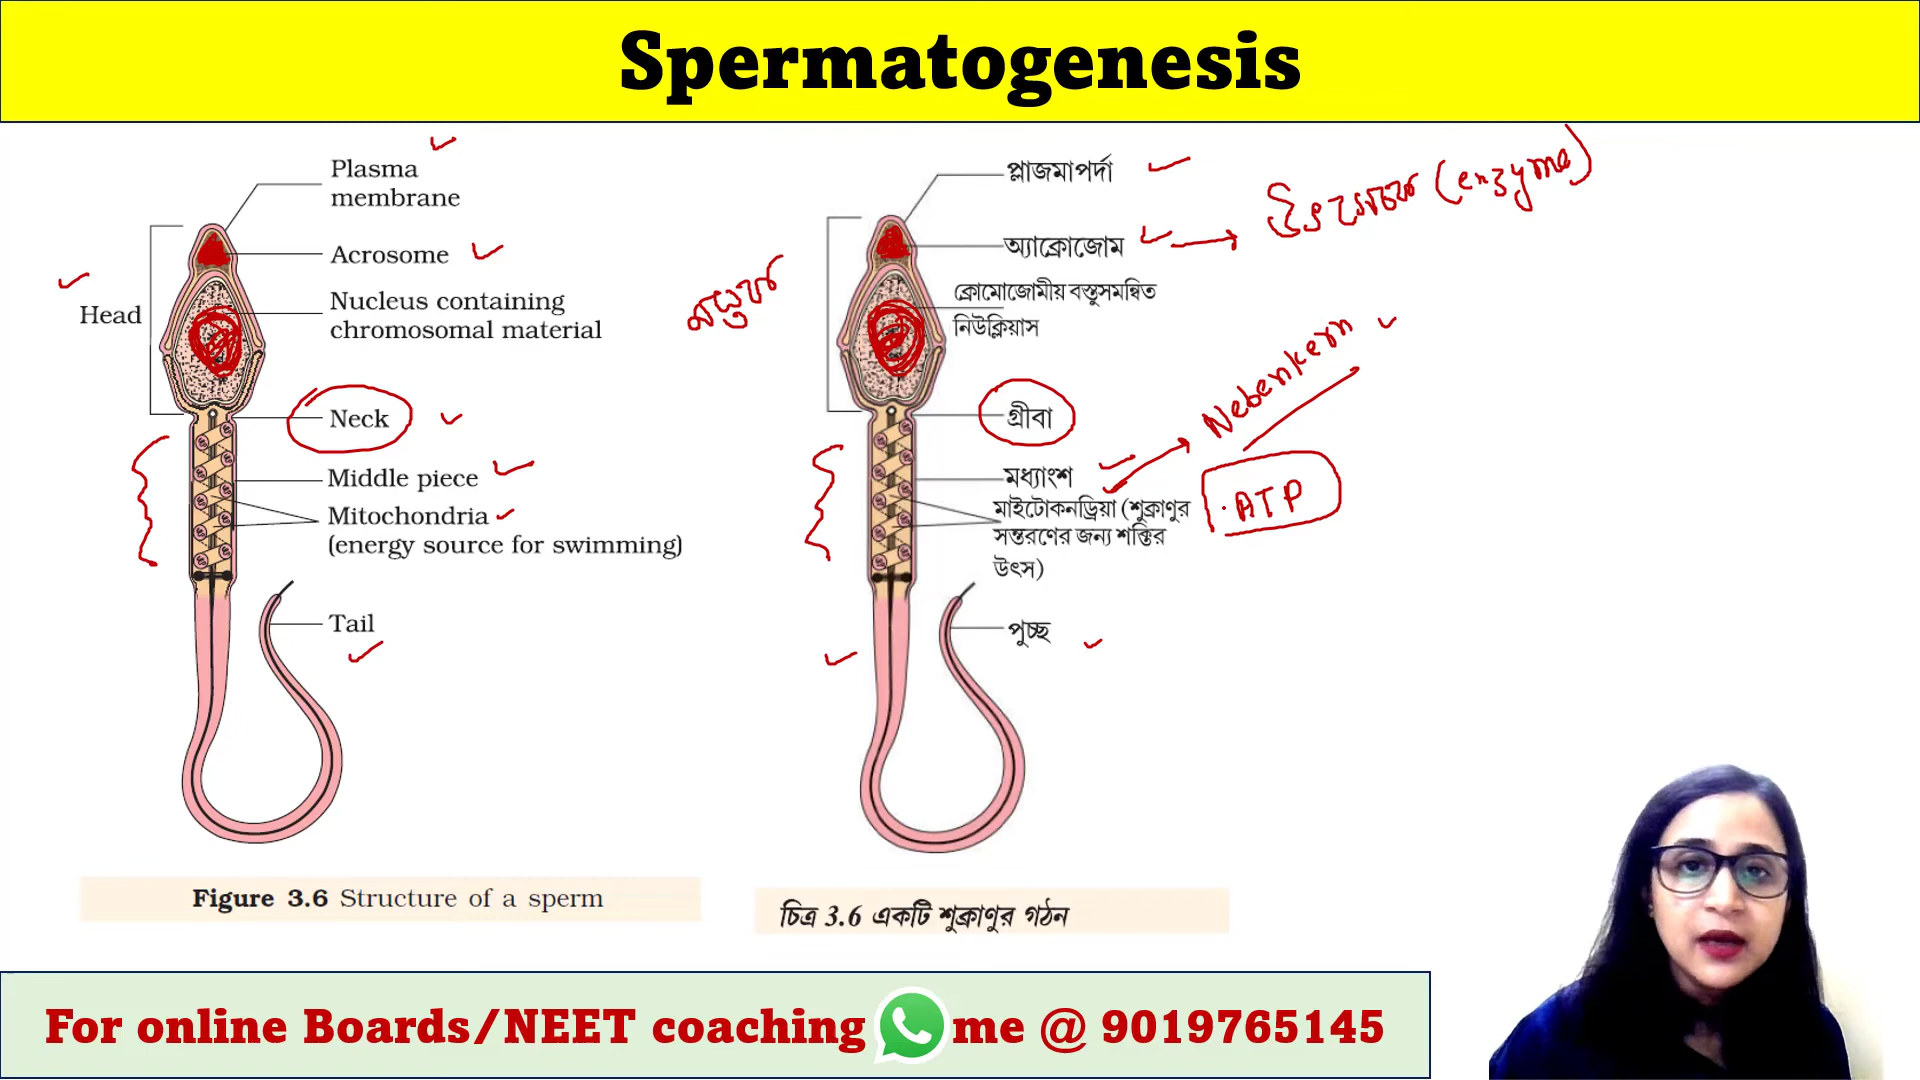 Spermatogenesis
Plasma
membrane
Acrosome
Head
Nucleus containing
chromosomal material
Neck
Middle piece
Mitochondria
(energy source for swimming)
Tail
Figure 3.6 Structure of a sperm
প্লাজমাপর্দা
অ্যাক্রোজোম
উৎসেচক (enzyme)
ক্রোমোজোমীয় বস্তুসমন্বিত
নিউক্লিয়াস
গ্রীবা
Nebenkern
মধ্যাংশ
মাইটোকনড্রিয়া (শুক্রাণুর
সন্তরণের জন্য শক্তির
উৎস)
ATP
পুচ্ছ
চিত্র 3.6 একটি শুক্রাণুর গঠন
For online Boards/NEET coaching me @ 9019765145